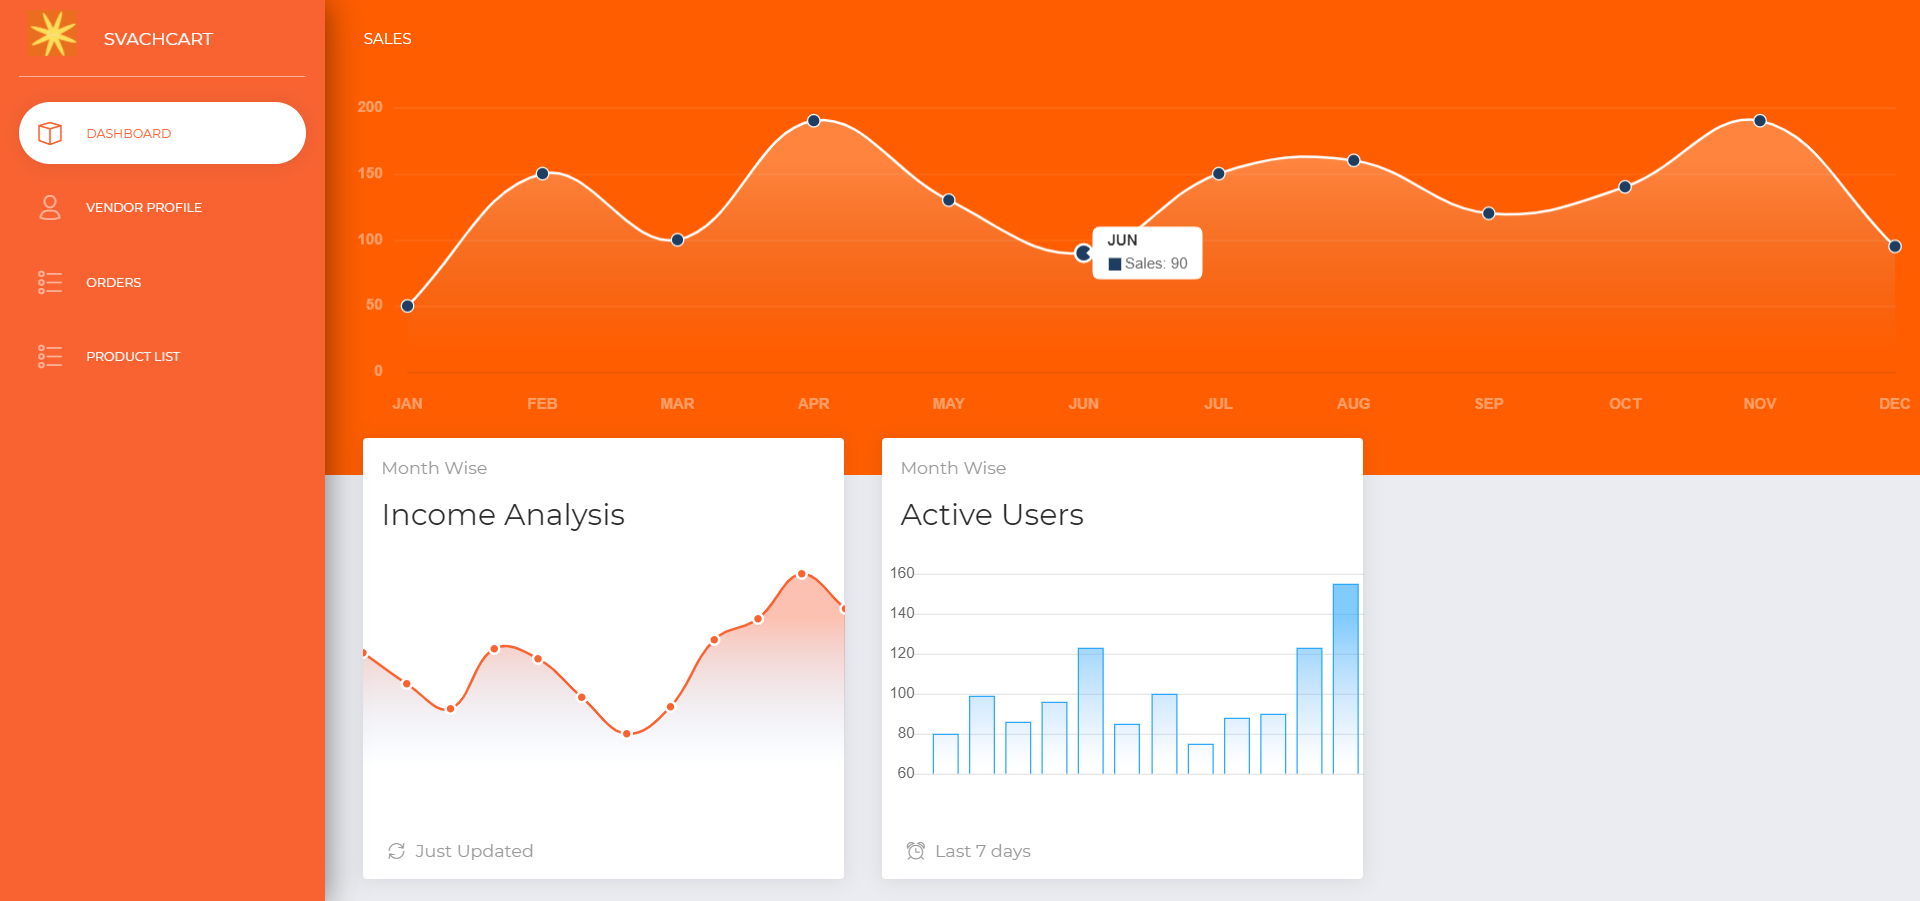 SVACHCART
DASHBOARD
VENDOR PROFILE
ORDERS
PRODUCT LIST
SALES
200
150
100
50
0
JUN
Sales: 90
JAN FEB MAR APR MAY JUN JUL AUG SEP OCT NOV DEC
Month Wise
Income Analysis
Just Updated
Month Wise
Active Users
160
140
120
100
80
60
Last 7 days